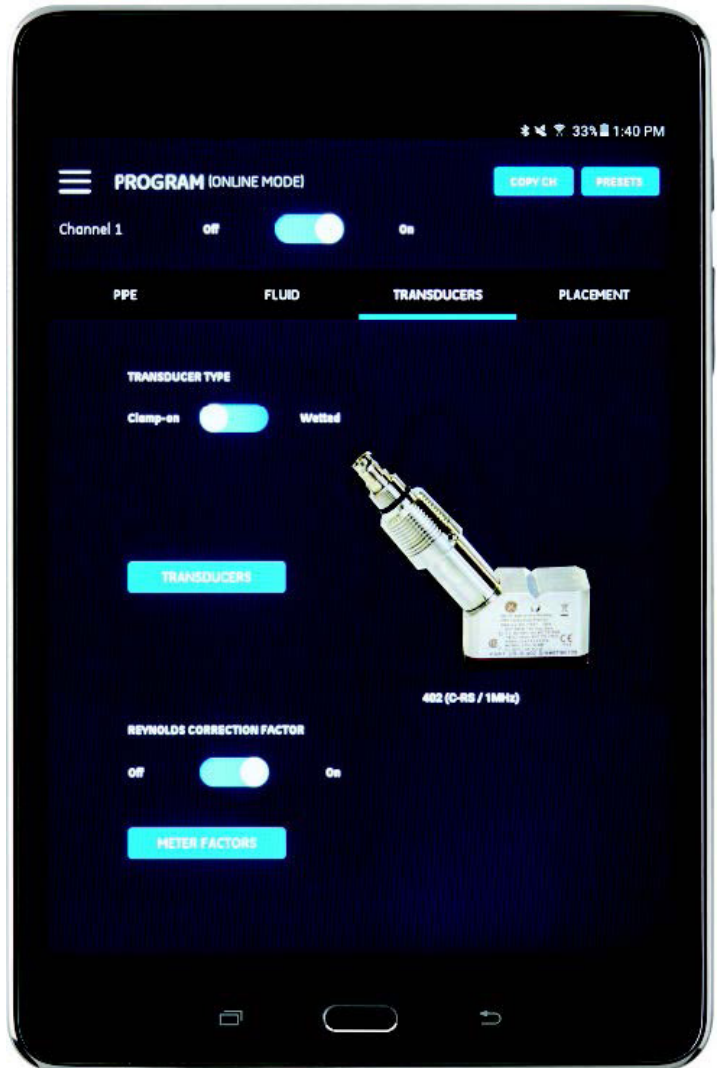 33% 1:40 PM
PROGRAM (ONLINE MODE)
COPY CH
PRESETS
Channel 1 Off On
PIPE FLUID TRANSDUCERS PLACEMENT
TRANSDUCER TYPE
Clamp-on Wetted
TRANSDUCERS
402 (C-RS / 1MHz)
REYNOLDS CORRECTION FACTOR
Off On
METER FACTORS